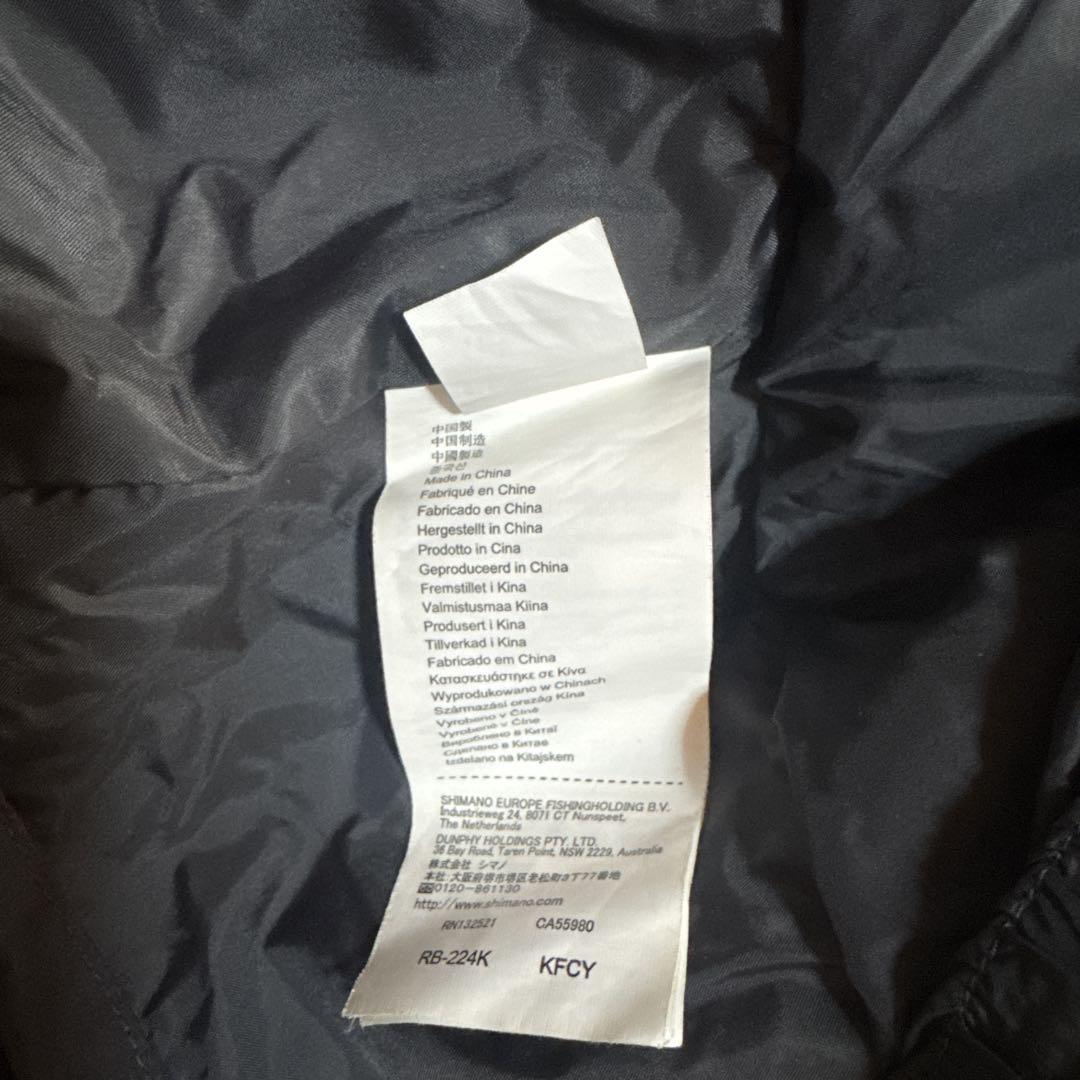 中国製
中国制造
中國製造
중국산
Made in China
Fabriqué en Chine
Fabricado en China
Hergestellt in China
Prodotto in Cina
Geproduceerd in China
Fremstillet i Kina
Valmistusmaa Kiina
Produsert i Kina
Tillverkad i Kina
Fabricado em China
Κατασκευάστηκε σε Κίνα
Wyprodukowano w Chinach
Származási ország Kína
Vyrobeno v Číně
Vyrobené v Číne
Вироблено в Китаї
Сделано в Китае
Izdelano na Kitajskem
SHIMANO EUROPE FISHINGHOLDING B.V.
Industrieweg 24, 8071 CT Nunspeet,
The Netherlands
DUNPHY HOLDINGS PTY. LTD.
36 Bay Road, Taren Point, NSW 2229, Australia
株式会社 シマノ
本社:大阪府堺市堺区老松町3丁77番地
0120-861130
http://www.shimano.com
RN132521 CA55980
RB-224K KFCY